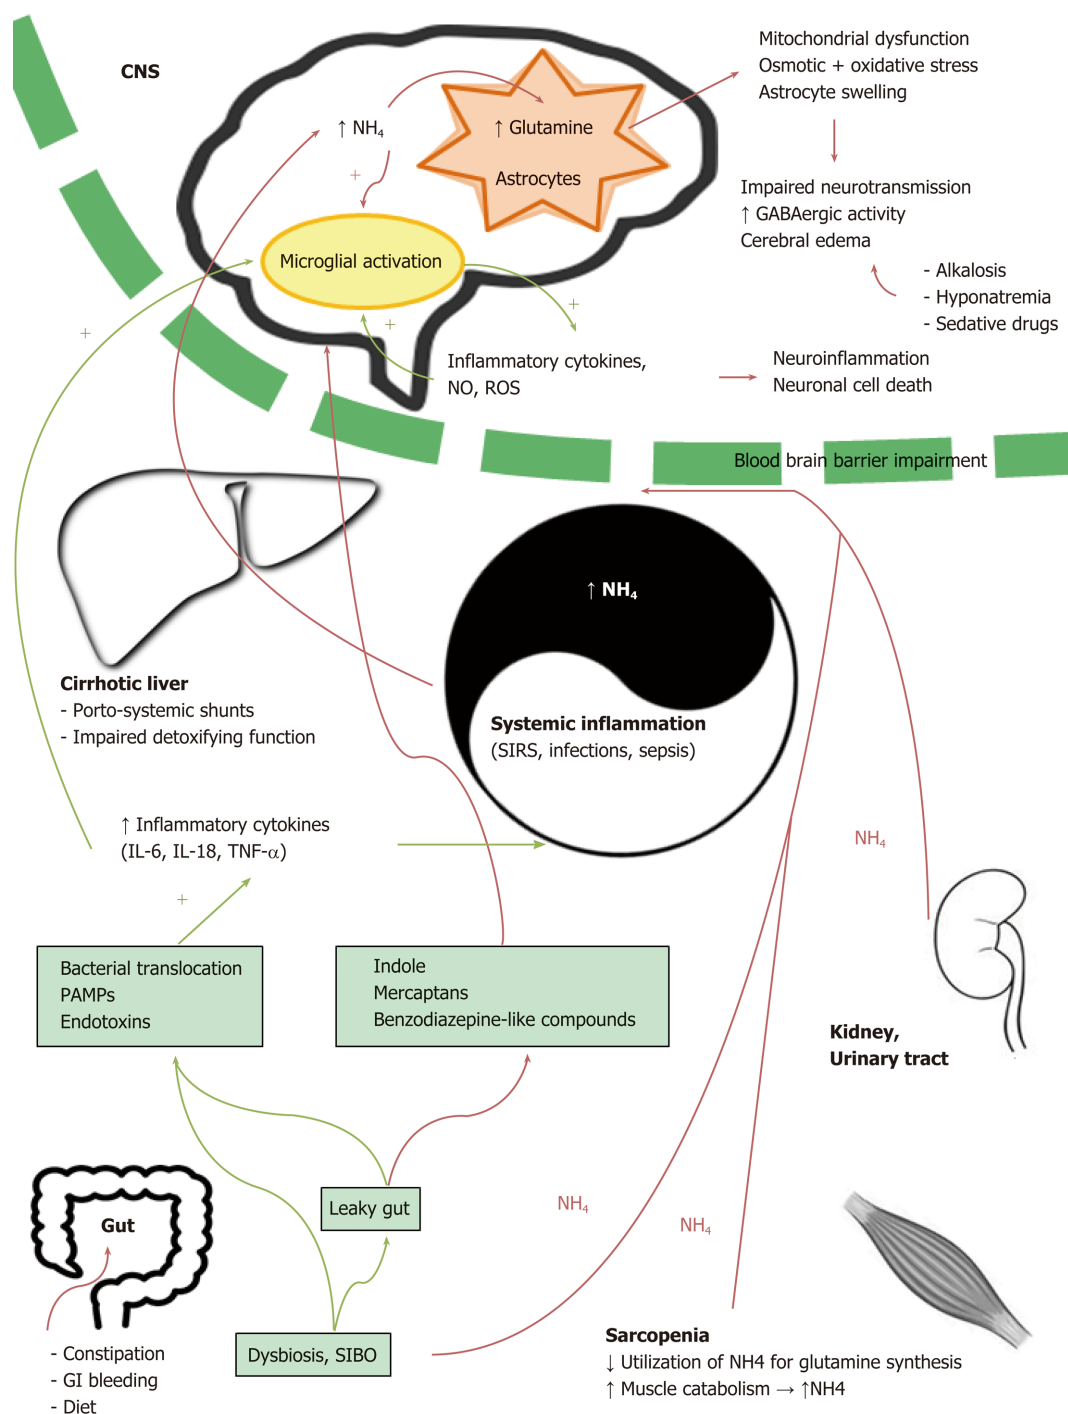 CNS
Mitochondrial dysfunction
Osmotic + oxidative stress
Astrocyte swelling
↑ NH₄
↑ Glutamine
Astrocytes
+
Impaired neurotransmission
↑ GABAergic activity
Cerebral edema
Microglial activation
- Alkalosis
- Hyponatremia
- Sedative drugs
+
+
+
Inflammatory cytokines,
NO, ROS
Neuroinflammation
Neuronal cell death
Blood brain barrier impairment
↑ NH₄
Cirrhotic liver
- Porto-systemic shunts
- Impaired detoxifying function
Systemic inflammation
(SIRS, infections, sepsis)
↑ Inflammatory cytokines
(IL-6, IL-18, TNF-α)
NH₄
+
Bacterial translocation
PAMPs
Endotoxins
Indole
Mercaptans
Benzodiazepine-like compounds
Kidney,
Urinary tract
Leaky gut
NH₄
NH₄
Gut
Dysbiosis, SIBO
- Constipation
- GI bleeding
- Diet
Sarcopenia
↓ Utilization of NH4 for glutamine synthesis
↑ Muscle catabolism → ↑NH4